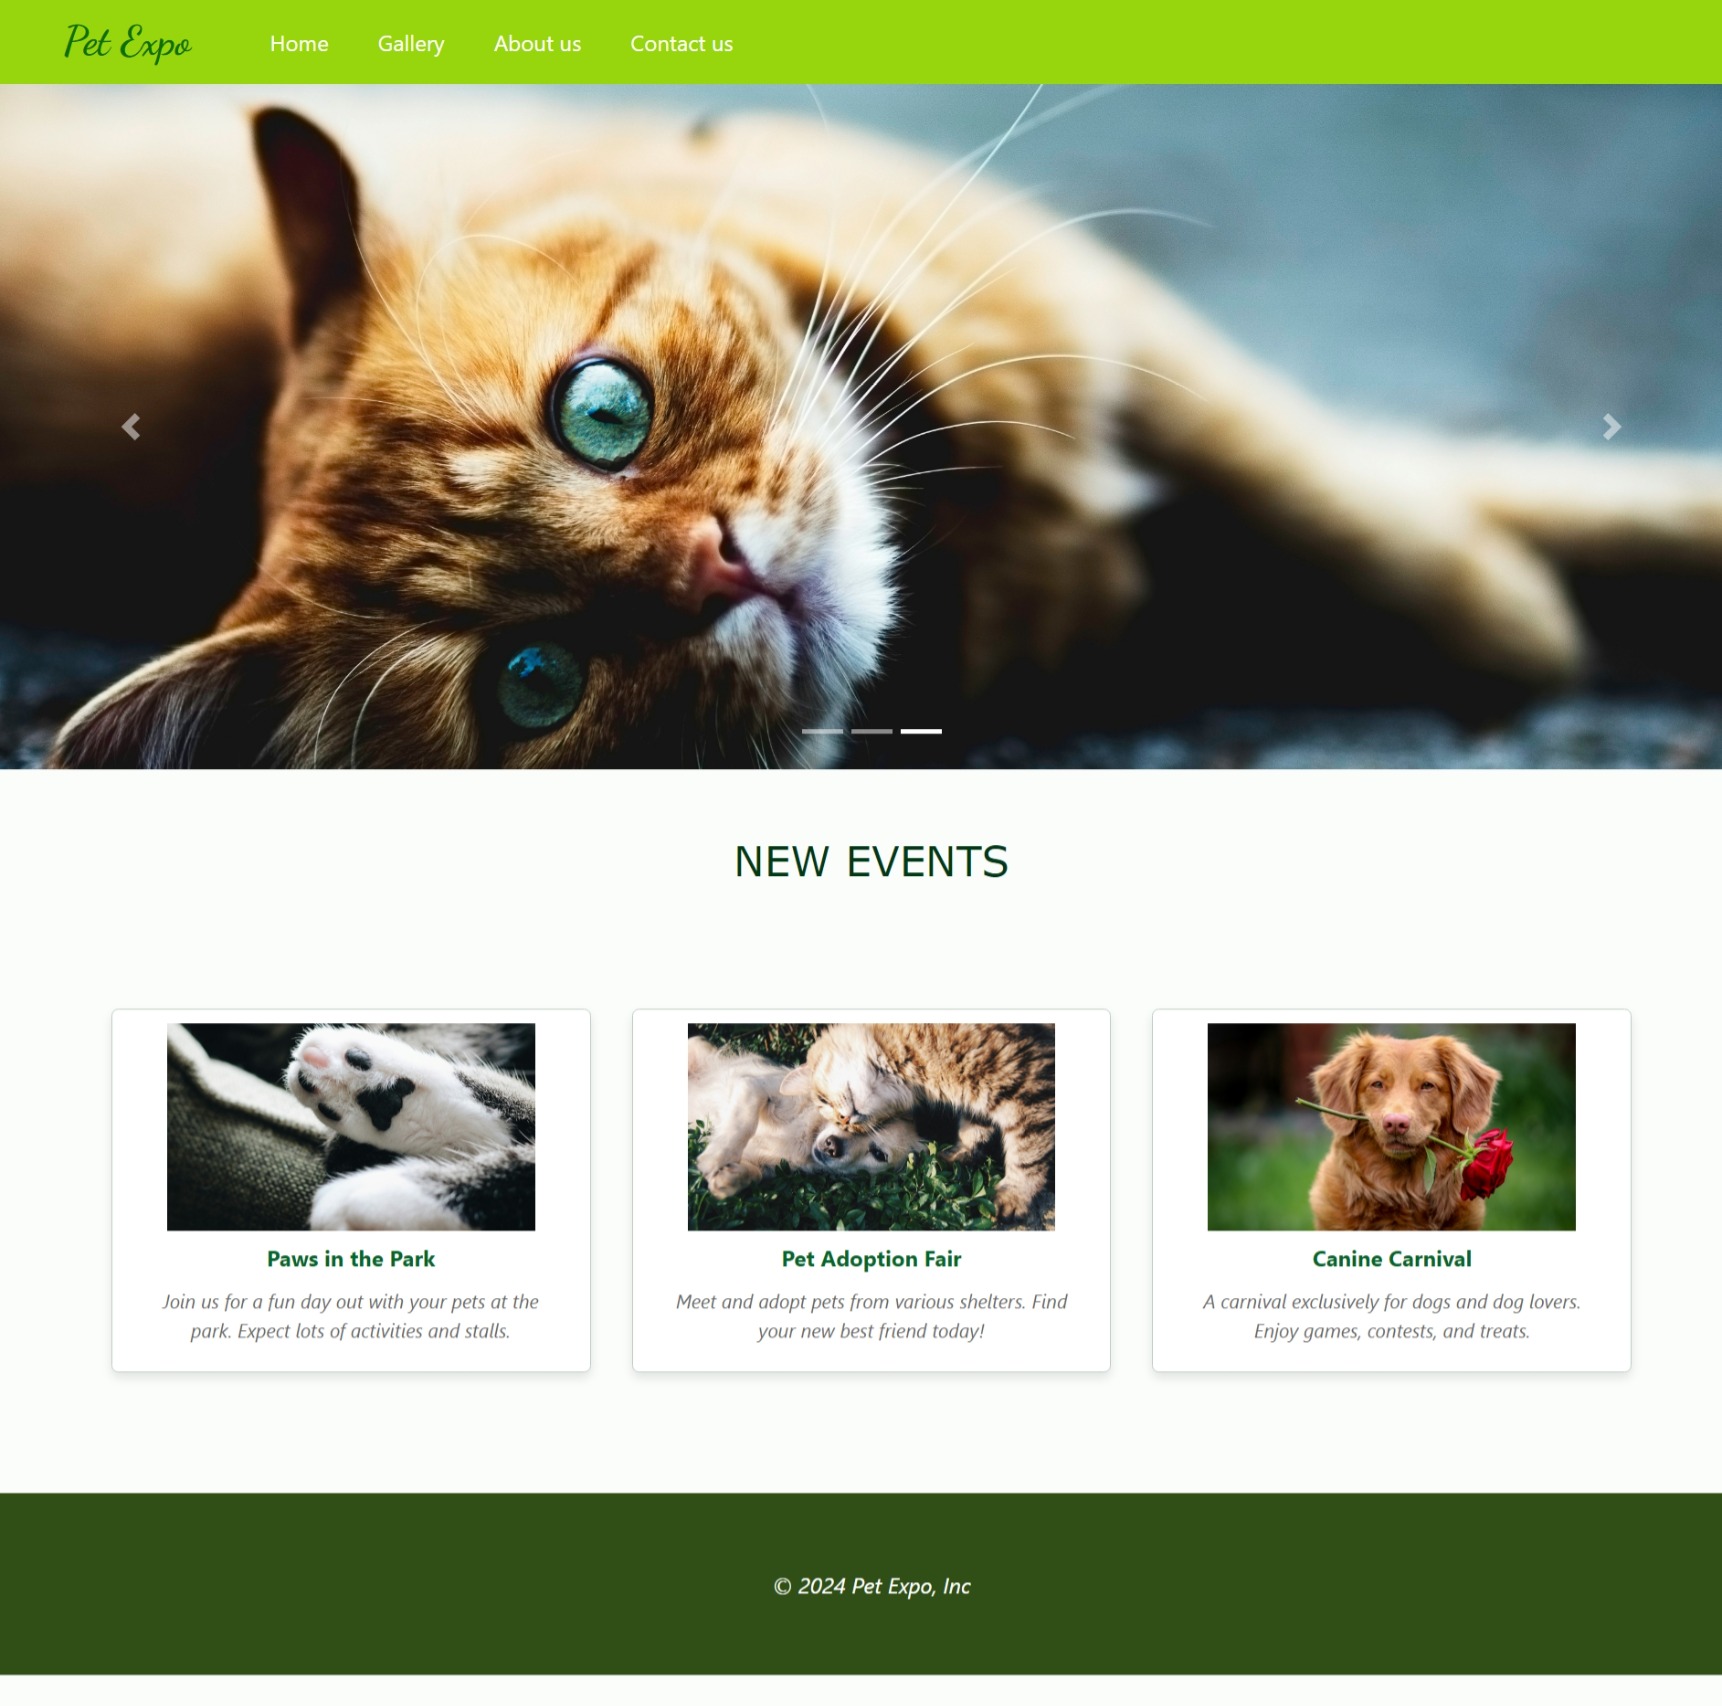 Pet Expo
Home Gallery About us Contact us
NEW EVENTS
Paws in the Park
Join us for a fun day out with your pets at the
park. Expect lots of activities and stalls.
Pet Adoption Fair
Meet and adopt pets from various shelters. Find
your new best friend today!
Canine Carnival
A carnival exclusively for dogs and dog lovers.
Enjoy games, contests, and treats.
© 2024 Pet Expo, Inc